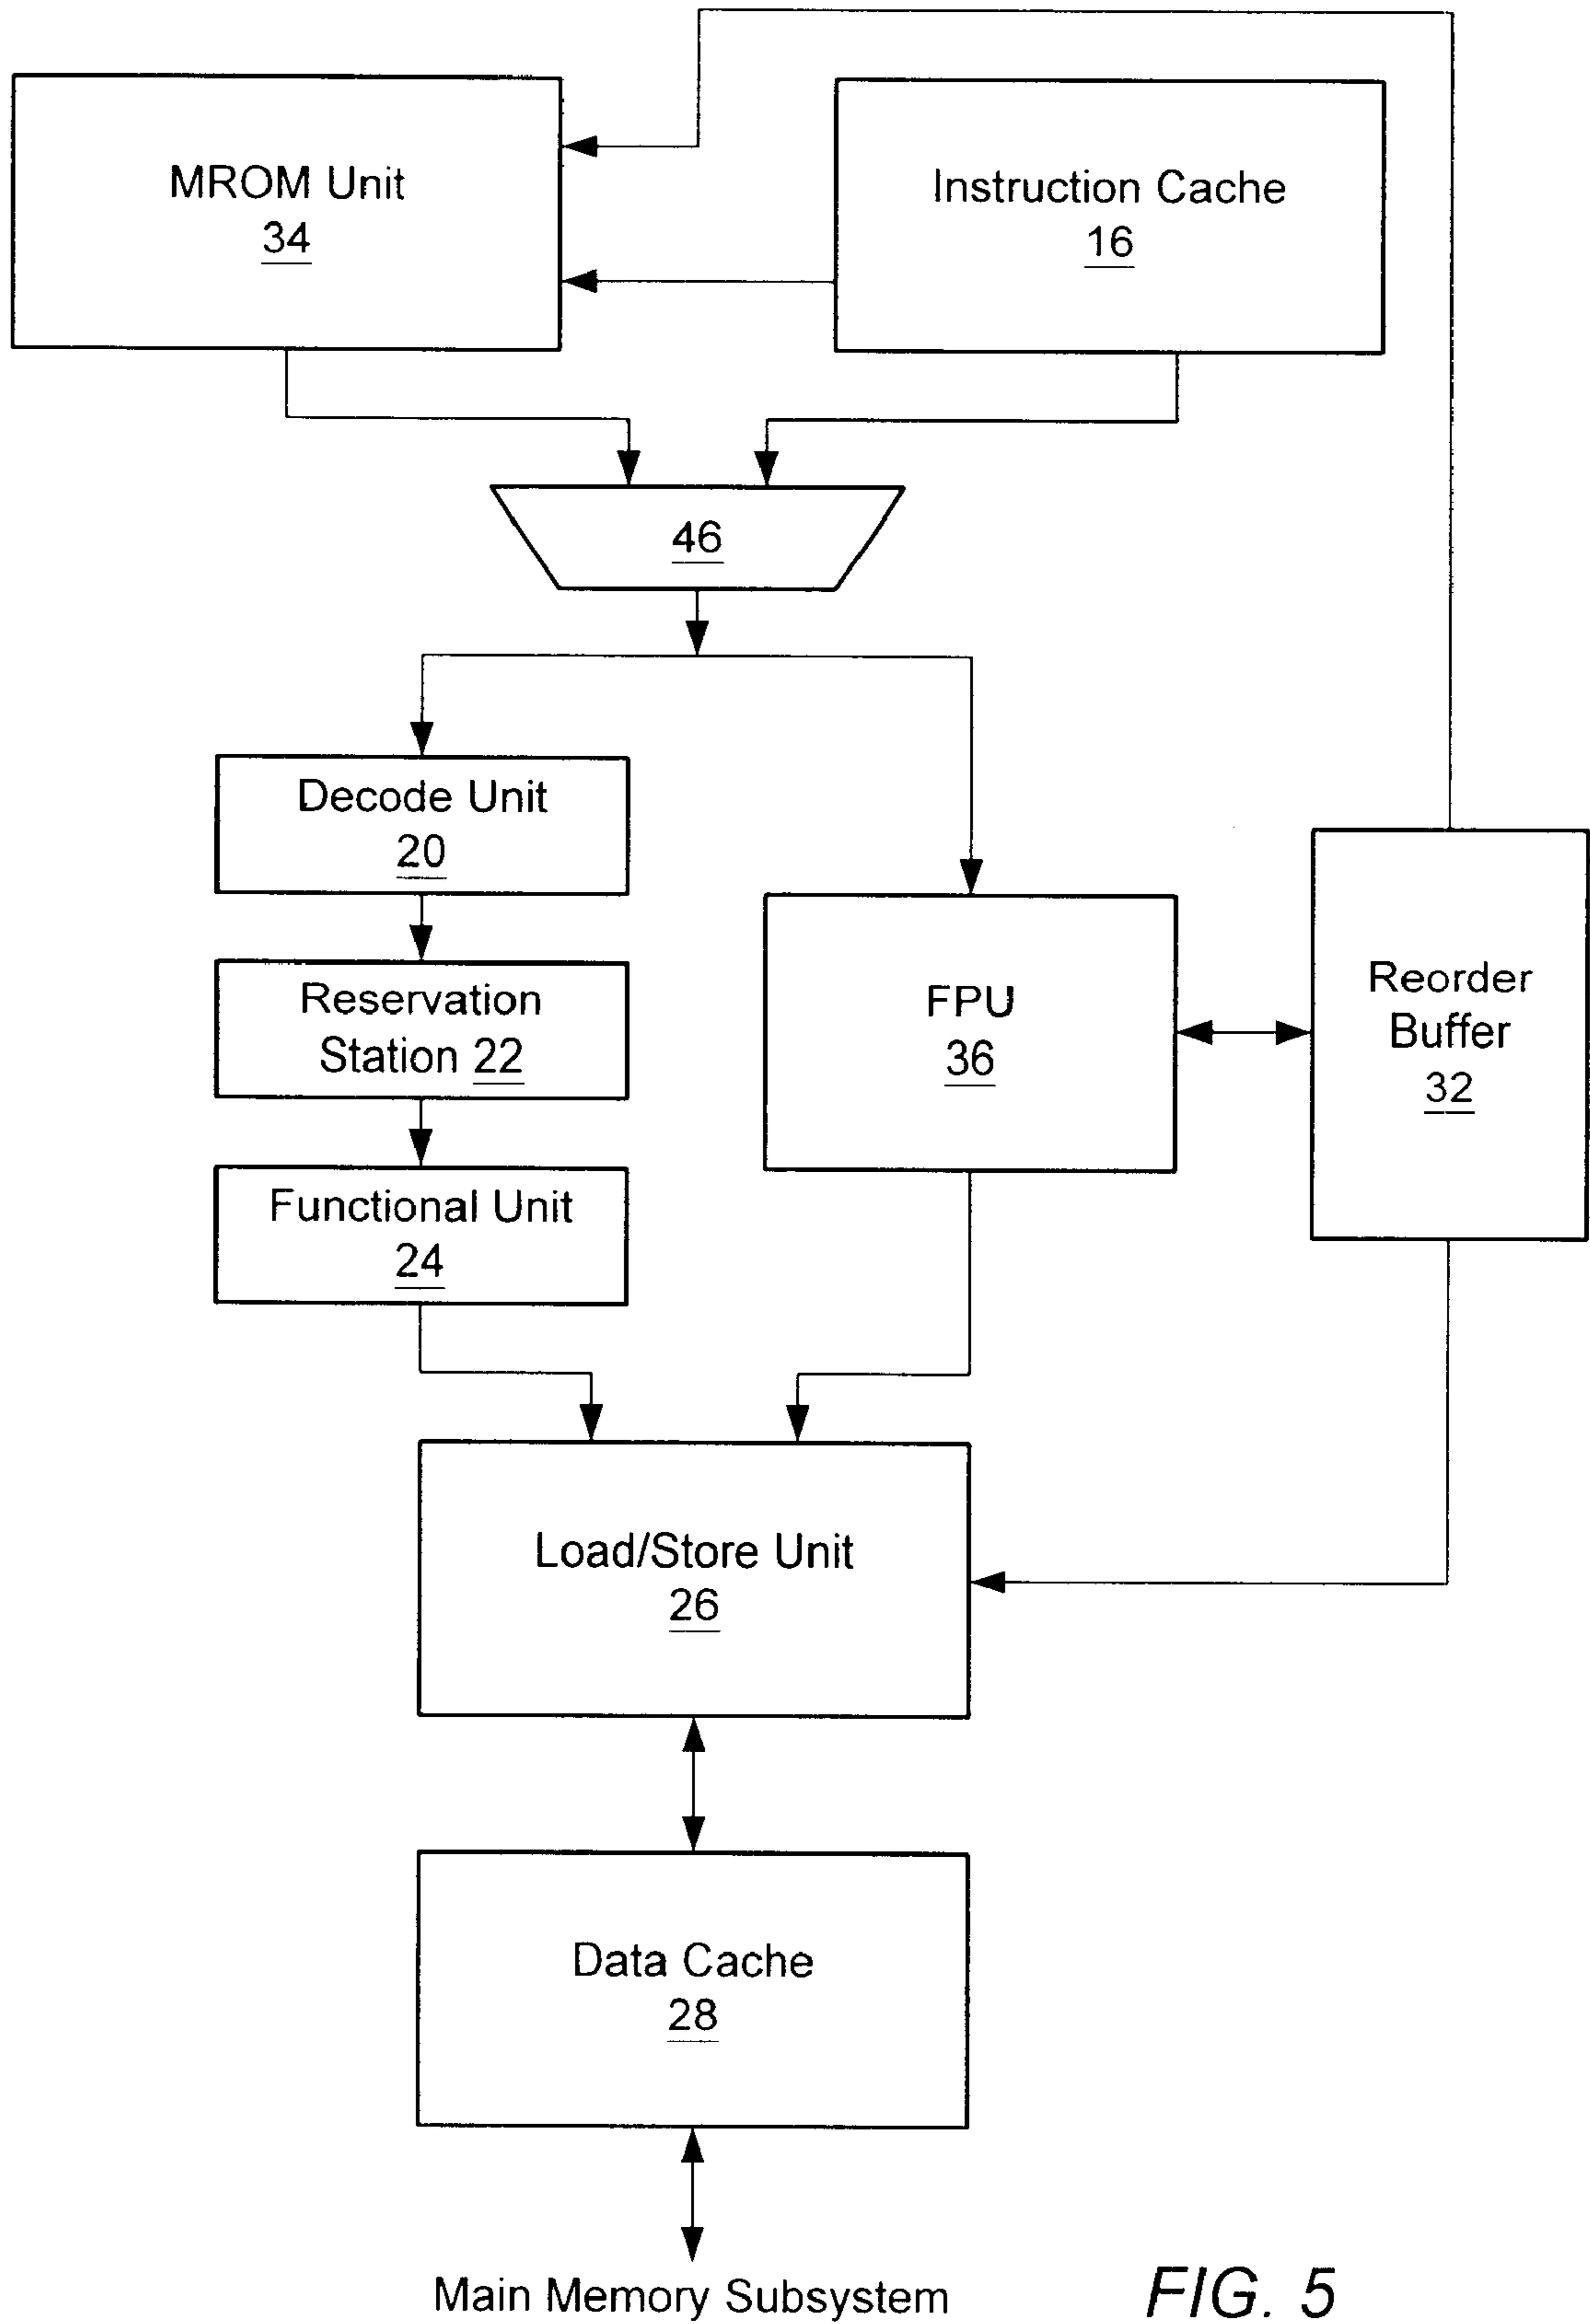 MROM Unit
34
Instruction Cache
16
46
Decode Unit
20
Reservation
Station 22
FPU
36
Reorder
Buffer
32
Functional Unit
24
Load/Store Unit
26
Data Cache
28
Main Memory Subsystem
FIG. 5